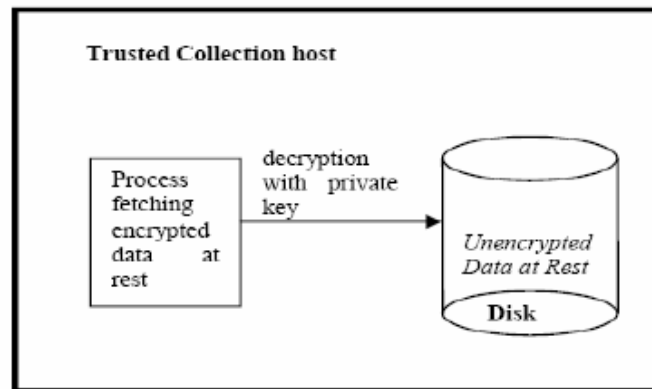 Trusted Collection host
Process
fetching
encrypted
data at
rest
decryption
with private
key
Unencrypted
Data at Rest
Disk